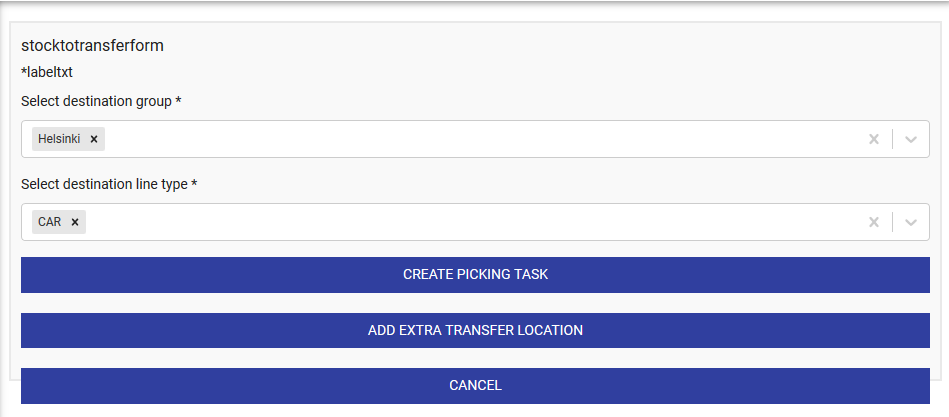 stocktotransferform
*labeltxt
Select destination group *
Helsinki
Select destination line type *
CAR
CREATE PICKING TASK
ADD EXTRA TRANSFER LOCATION
CANCEL